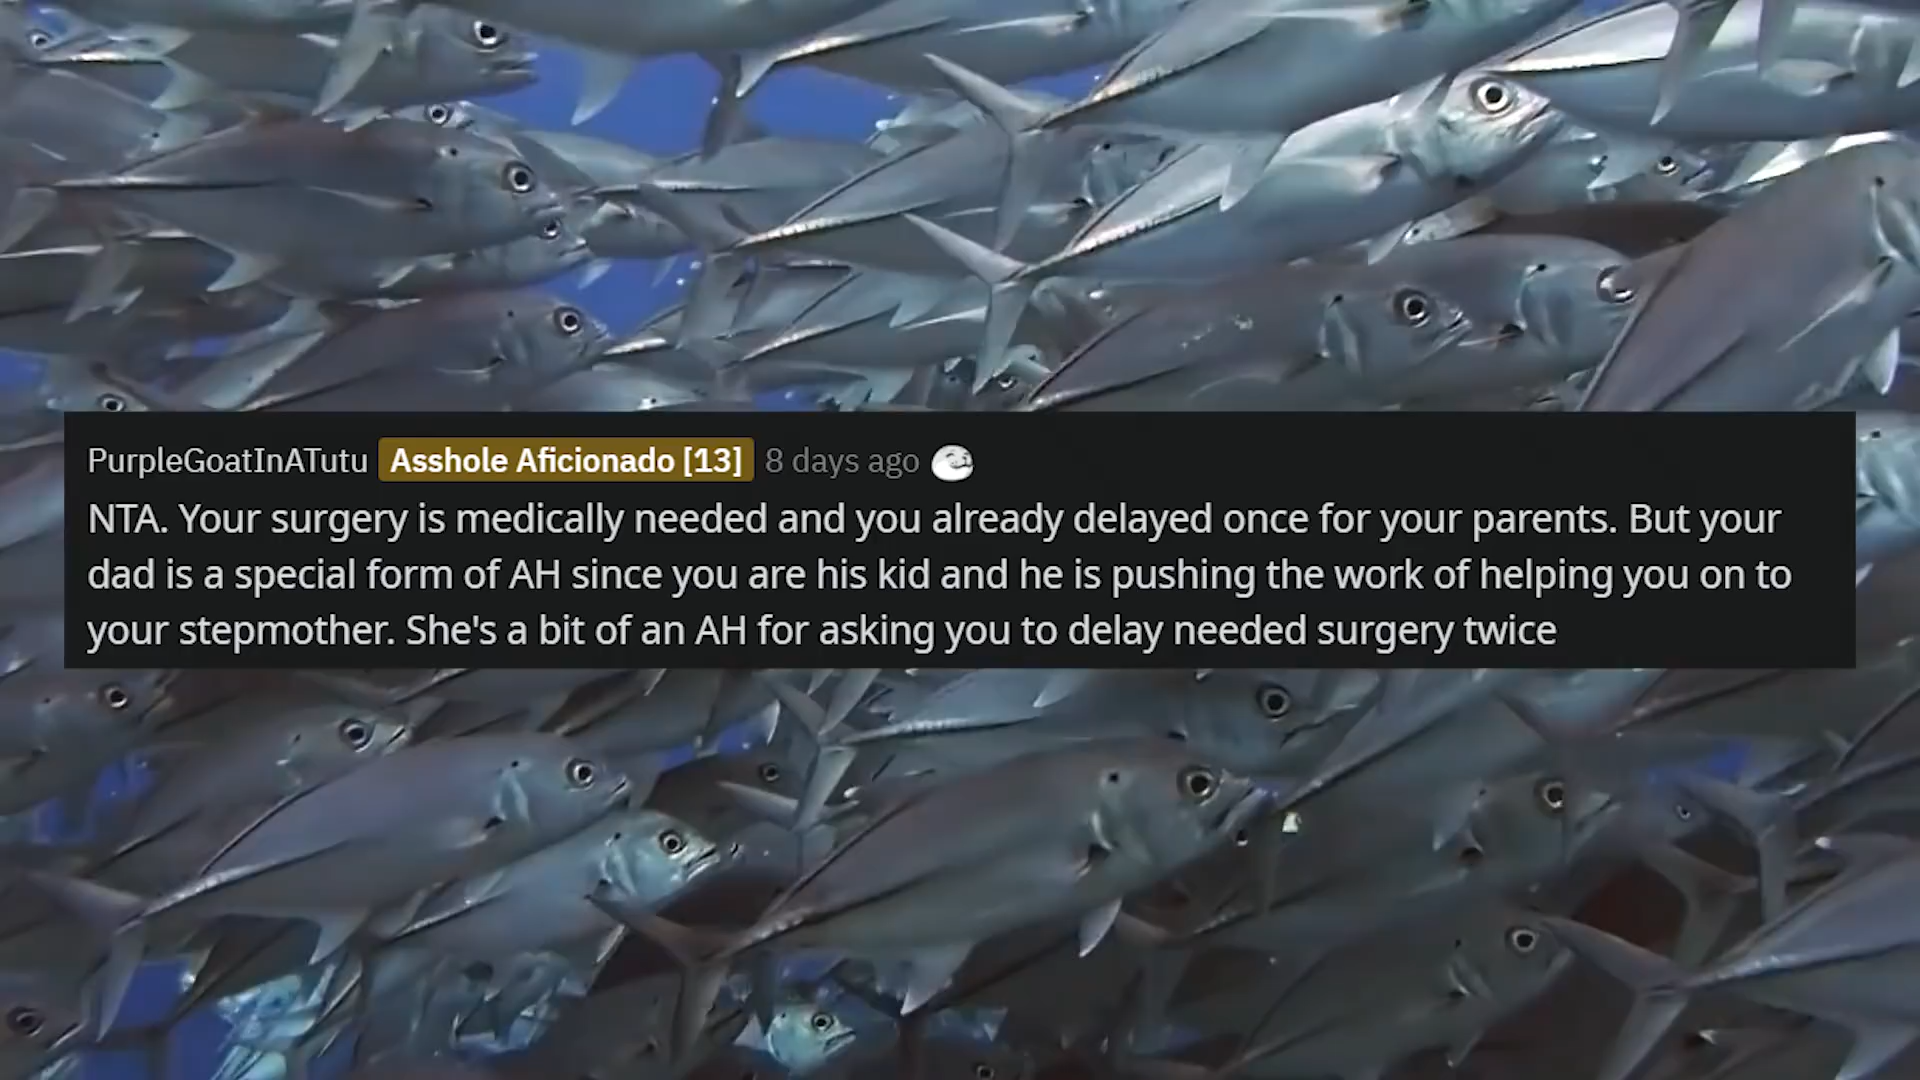 PurpleGoatInATutu Asshole Aficionado [13] 8 days ago
NTA. Your surgery is medically needed and you already delayed once for your parents. But your
dad is a special form of AH since you are his kid and he is pushing the work of helping you on to
your stepmother. She's a bit of an AH for asking you to delay needed surgery twice